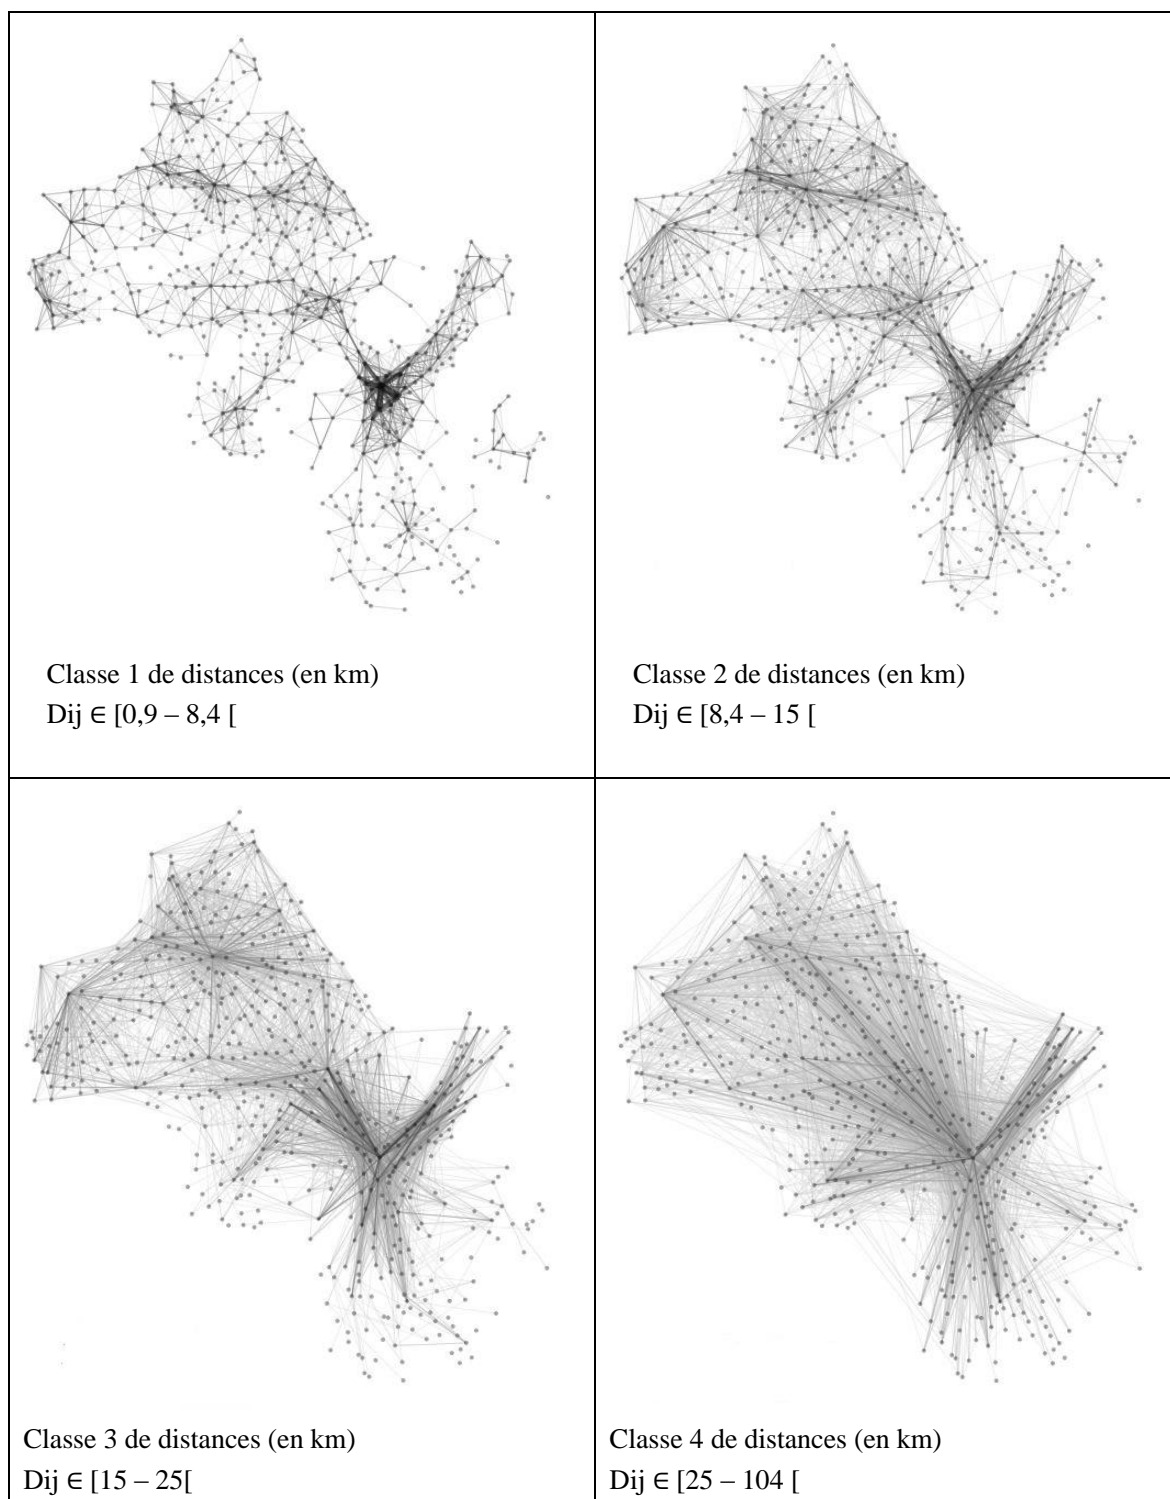 Classe 1 de distances (en km)
Dij ∈ [0,9 – 8,4 [
Classe 2 de distances (en km)
Dij ∈ [8,4 – 15 [
Classe 3 de distances (en km)
Dij ∈ [15 – 25[
Classe 4 de distances (en km)
Dij ∈ [25 – 104 [